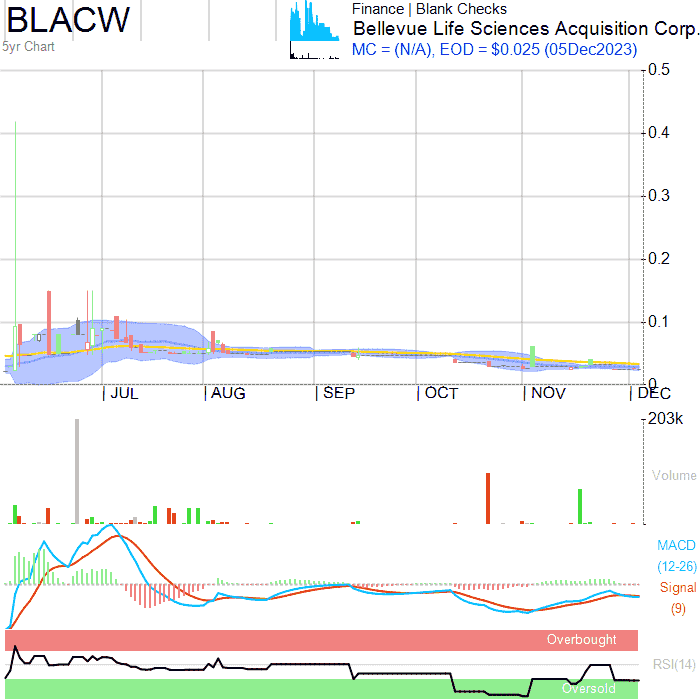 BLACW
5yr Chart
Finance | Blank Checks
Bellevue Life Sciences Acquisition Corp.
MC = (N/A), EOD = $0.025 (05Dec2023)
0.5
0.4
0.3
0.2
0.1
0
JUL AUG SEP OCT NOV DEC
203k
Volume
MACD
(12-26)
Signal
(9)
Overbought
RSI(14)
Oversold